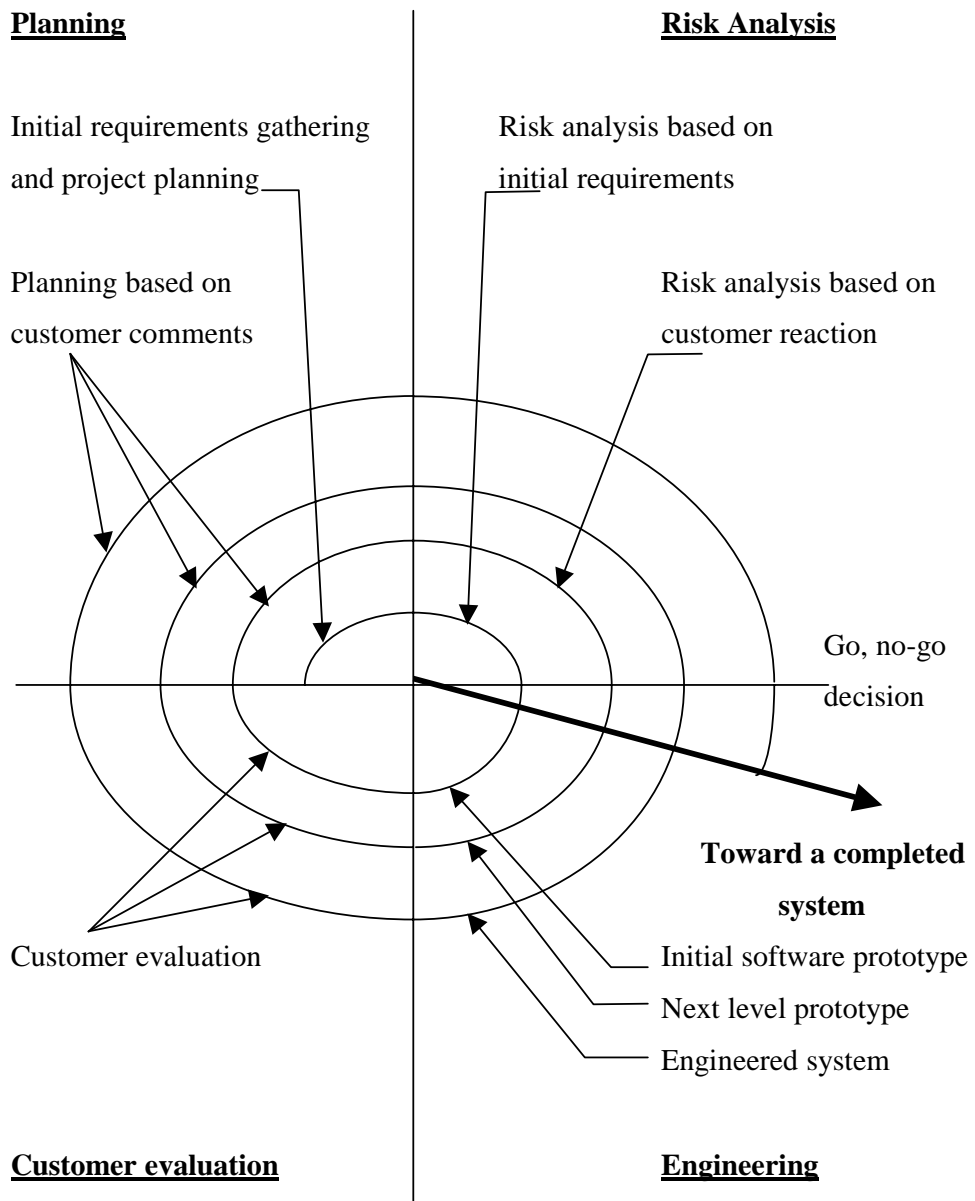 Planning
Risk Analysis
Initial requirements gathering
and project planning
Risk analysis based on
initial requirements
Planning based on
customer comments
Risk analysis based on
customer reaction
Go, no-go
decision
Toward a completed
system
Customer evaluation
Initial software prototype
Next level prototype
Engineered system
Customer evaluation
Engineering